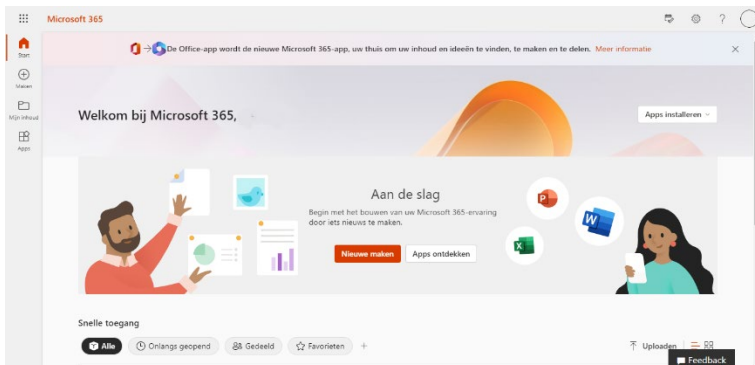 Microsoft 365
?
De Office-app wordt de nieuwe Microsoft 365-app, uw thuis om uw inhoud en ideeën te vinden, te maken en te delen. Meer informatie
Start
Maken
Mijn inhoud
Apps
Welkom bij Microsoft 365,
Apps installeren
Aan de slag
Begin met het bouwen van uw Microsoft 365-ervaring
door iets nieuws te maken.
Nieuwe maken
Apps ontdekken
P
W
X
Snelle toegang
Alle
Onlangs geopend
Gedeeld
Favorieten
Uploaden
Feedback